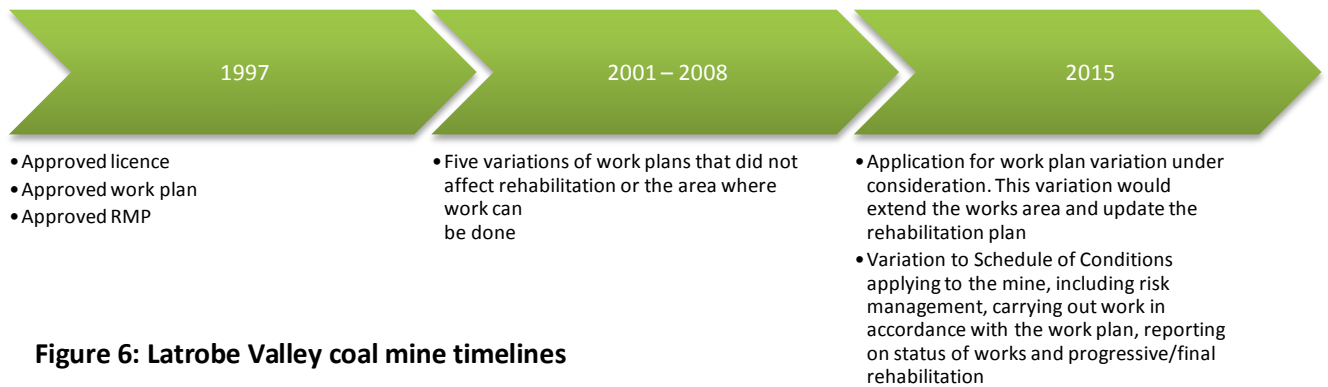 1997
2001 – 2008
2015
•Approved licence
•Approved work plan
•Approved RMP
•Five variations of work plans that did not
affect rehabilitation or the area where
work can
be done
•Application for work plan variation under
consideration. This variation would
extend the works area and update the
rehabilitation plan
•Variation to Schedule of Conditions
applying to the mine, including risk
management, carrying out work in
accordance with the work plan, reporting
on status of works and progressive/final
rehabilitation
Figure 6: Latrobe Valley coal mine timelines